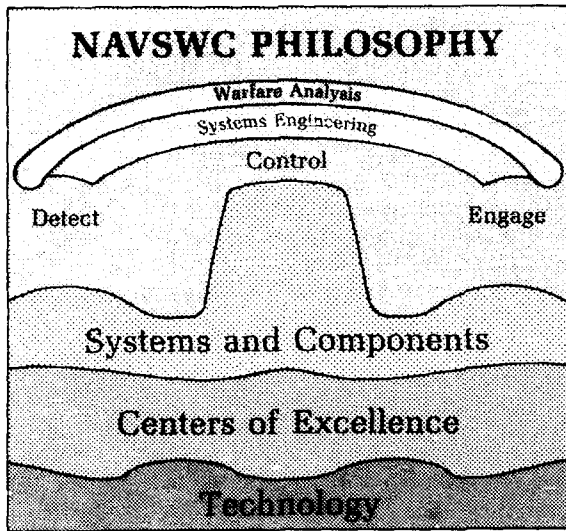 NAVSWC PHILOSOPHY
Warfare Analysis
Systems Engineering
Control
Detect
Engage
Systems and Components
Centers of Excellence
Technology